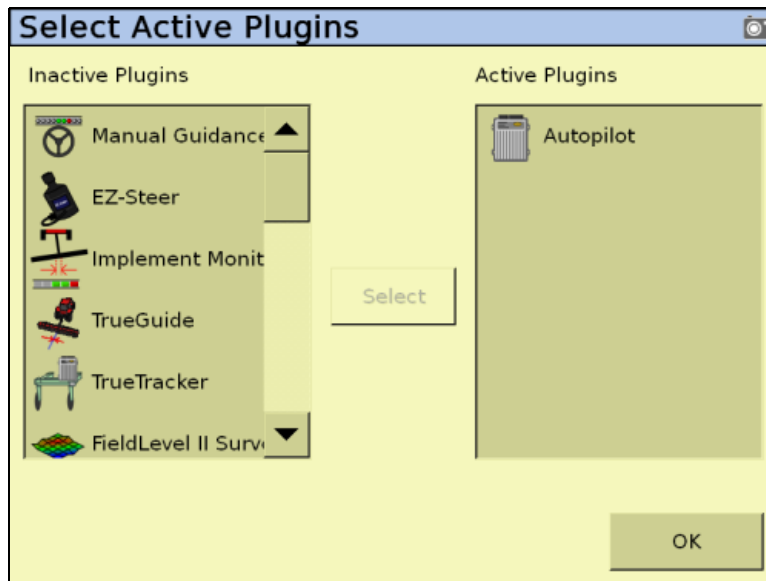 Select Active Plugins
Inactive Plugins
Active Plugins
Manual Guidance
EZ-Steer
Implement Monit
TrueGuide
TrueTracker
FieldLevel II Surve
Autopilot
Select
OK